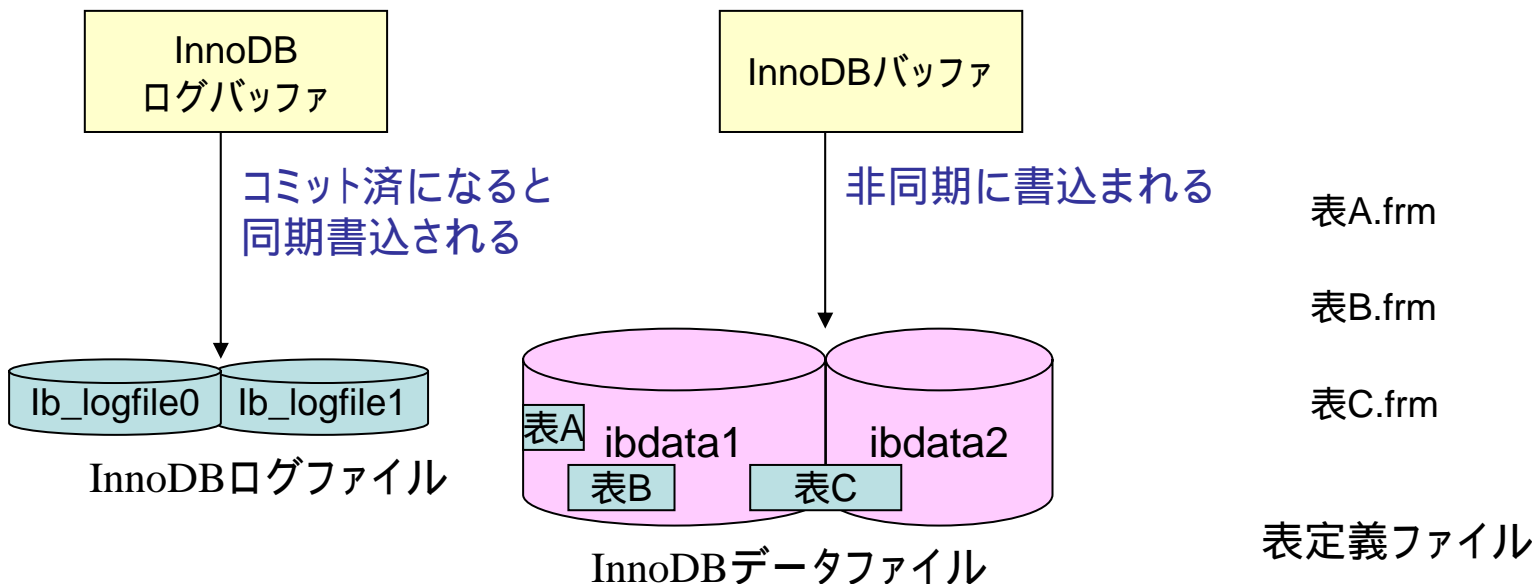 InnoDB
ログバッファ
InnoDBバッファ
コミット済になると
同期書込される
非同期に書込まれる
表A.frm
表B.frm
表C.frm
Ib_logfile0
Ib_logfile1
表A
ibdata1
ibdata2
表B
表C
InnoDBログファイル
InnoDBデータファイル
表定義ファイル